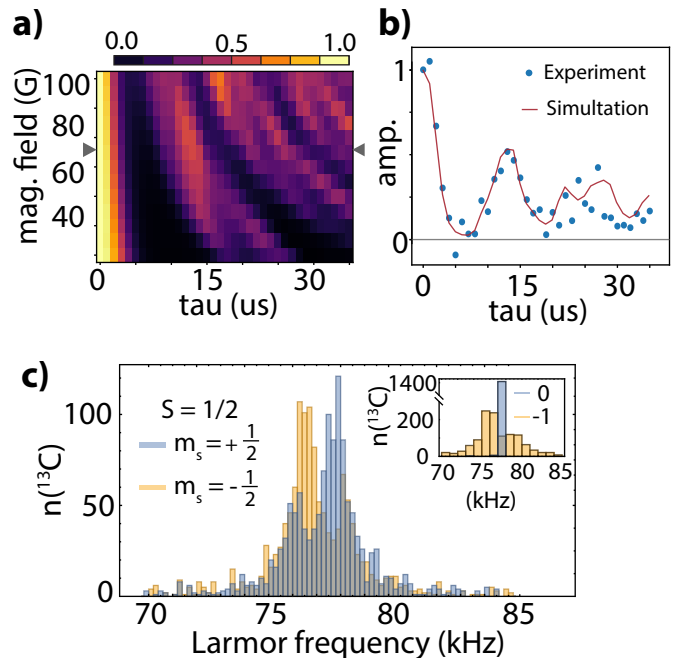 a)
0.0 0.5 1.0
mag. field (G)
100
80
60
40
0 15 30
tau (us)
b)
amp.
1
0
Experiment
Simultation
0 15 30
tau (us)
c)
n(¹³C)
100
50
0
S = 1/2
mₛ = + 1/2
mₛ = - 1/2
70 75 80 85
Larmor frequency (kHz)
n(¹³C)
1400
200
0
0
-1
70 75 80 85
(kHz)